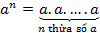 aⁿ = a. a. … . a
n thừa số a